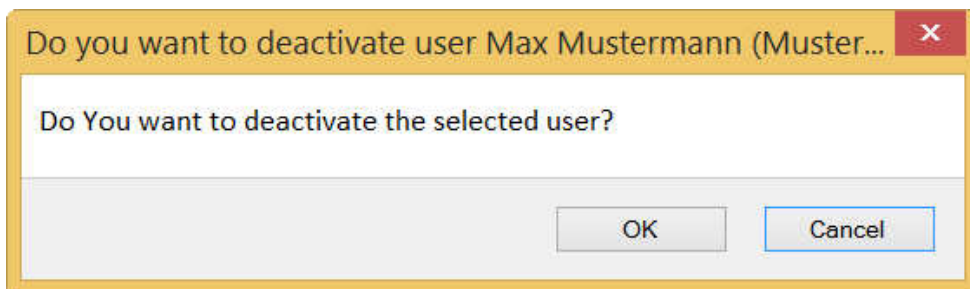 Do you want to deactivate user Max Mustermann (Muster...
Do You want to deactivate the selected user?
OK
Cancel